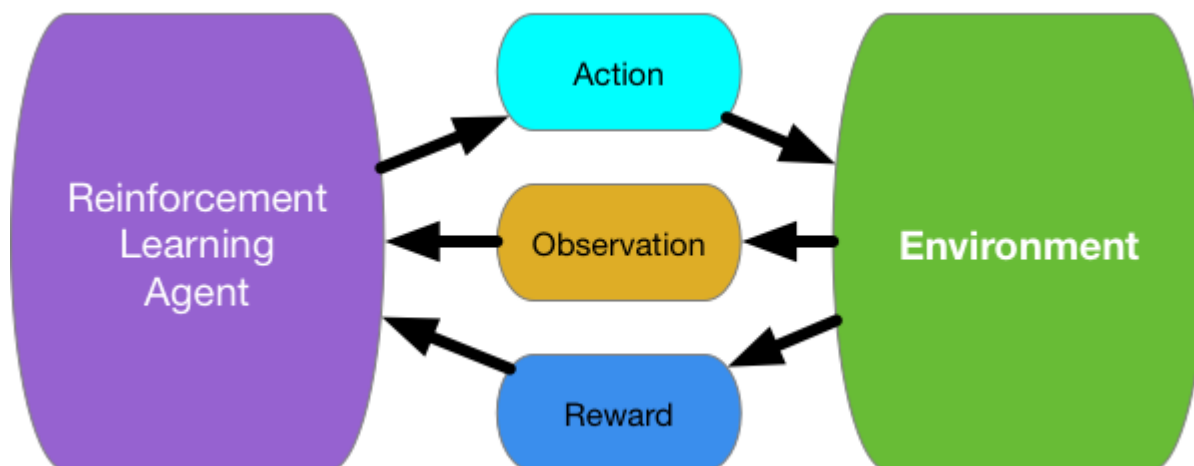 Action
Reinforcement
Learning
Agent
Observation
Environment
Reward